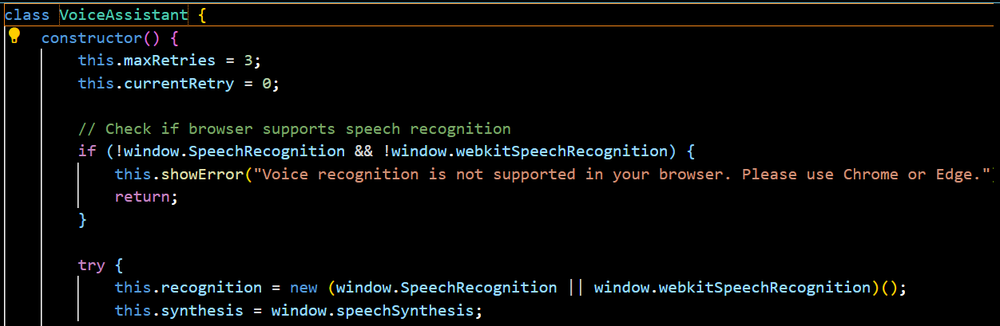 class VoiceAssistant {
    constructor() {
        this.maxRetries = 3;
        this.currentRetry = 0;
        // Check if browser supports speech recognition
        if (!window.SpeechRecognition && !window.webkitSpeechRecognition) {
            this.showError("Voice recognition is not supported in your browser. Please use Chrome or Edge.")
            return;
        }
        try {
            this.recognition = new (window.SpeechRecognition || window.webkitSpeechRecognition)();
            this.synthesis = window.speechSynthesis;